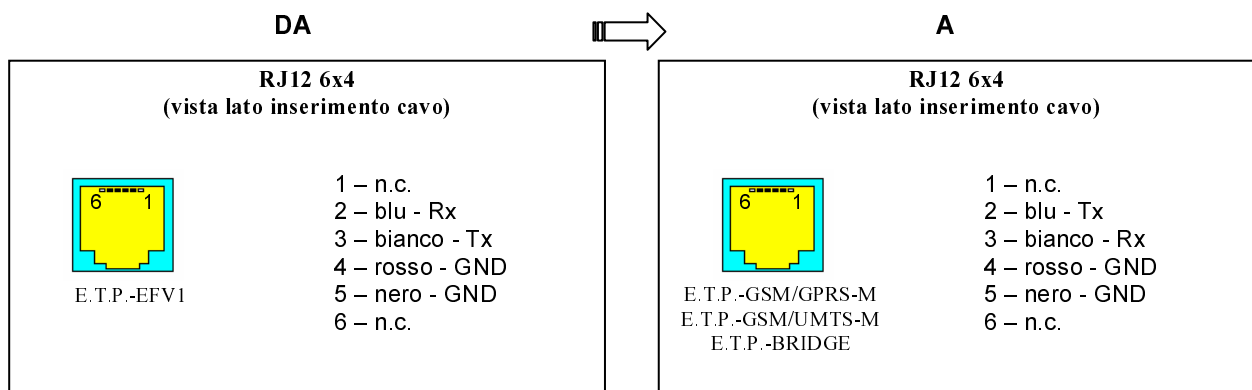 DA
A
RJ12 6x4
(vista lato inserimento cavo)
6 1
E.T.P.-EFV1
1 – n.c.
2 – blu - Rx
3 – bianco - Tx
4 – rosso - GND
5 – nero - GND
6 – n.c.
RJ12 6x4
(vista lato inserimento cavo)
6 1
E.T.P.-GSM/GPRS-M
E.T.P.-GSM/UMTS-M
E.T.P.-BRIDGE
1 – n.c.
2 – blu - Tx
3 – bianco - Rx
4 – rosso - GND
5 – nero - GND
6 – n.c.